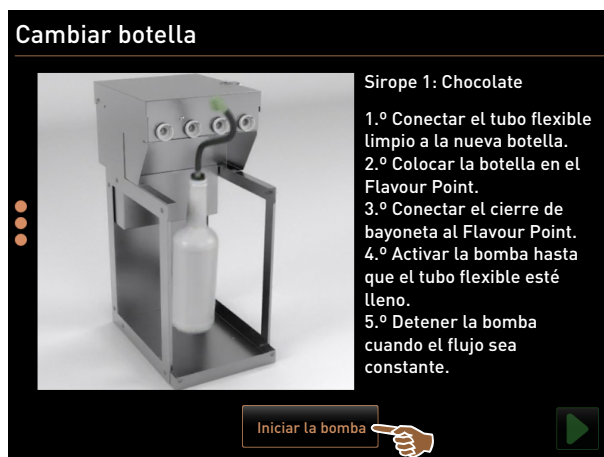 Cambiar botella
Sirope 1: Chocolate
1.º Conectar el tubo flexible
limpio a la nueva botella.
2.º Colocar la botella en el
Flavour Point.
3.º Conectar el cierre de
bayoneta al Flavour Point.
4.º Activar la bomba hasta
que el tubo flexible esté
lleno.
5.º Detener la bomba
cuando el flujo sea
constante.
Iniciar la bomba